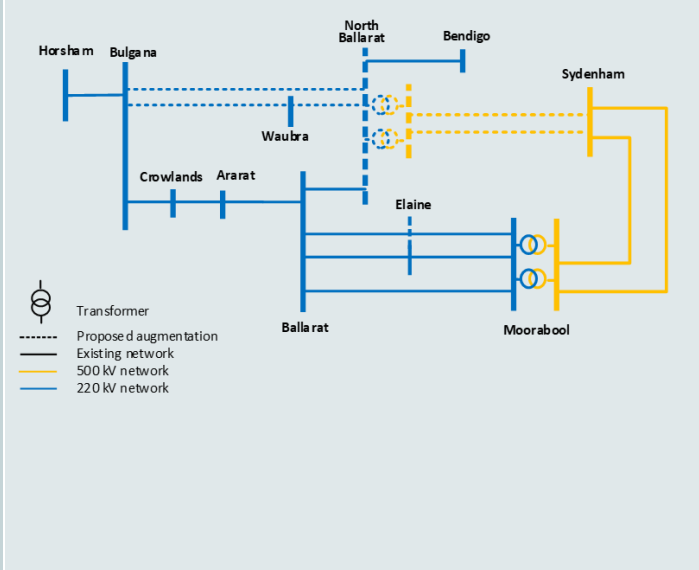 North
Ballarat
Bendigo
Horsham
Bulgana
Sydenham
Waubra
Crowlands
Ararat
Elaine
Transformer
Ballarat
Moorabool
Proposed augmentation
Existing network
500 kV network
220 kV network